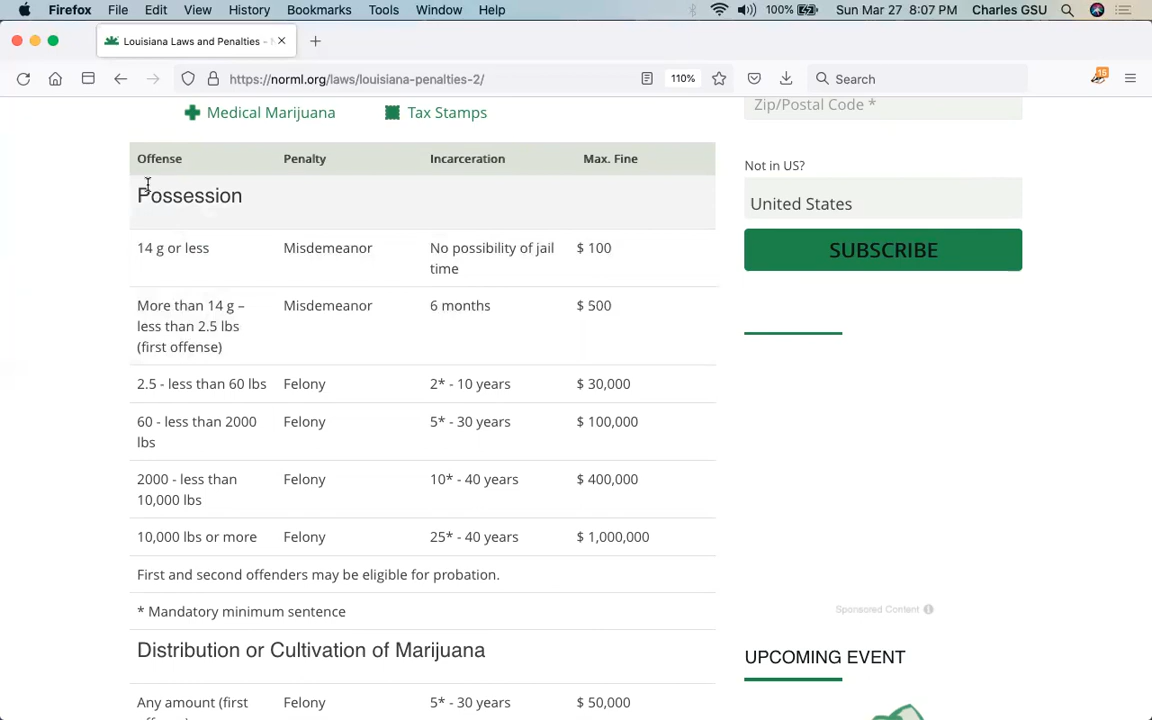 Firefox File Edit View History Bookmarks Tools Window Help 100% Sun Mar 27 8:07 PM Charles GSU
Louisiana Laws and Penalties -
https://norml.org/laws/louisiana-penalties-2/ 110% Search 15
Medical Marijuana Tax Stamps
Zip/Postal Code *
Not in US?
United States
SUBSCRIBE
Offense Penalty Incarceration Max. Fine
Possession
14 g or less Misdemeanor No possibility of jail $ 100
time
More than 14 g – Misdemeanor 6 months $ 500
less than 2.5 lbs
(first offense)
2.5 - less than 60 lbs Felony 2* - 10 years $ 30,000
60 - less than 2000 Felony 5* - 30 years $ 100,000
lbs
2000 - less than Felony 10* - 40 years $ 400,000
10,000 lbs
10,000 lbs or more Felony 25* - 40 years $ 1,000,000
First and second offenders may be eligible for probation.
* Mandatory minimum sentence
Distribution or Cultivation of Marijuana
Any amount (first Felony 5* - 30 years $ 50,000
Sponsored Content
UPCOMING EVENT